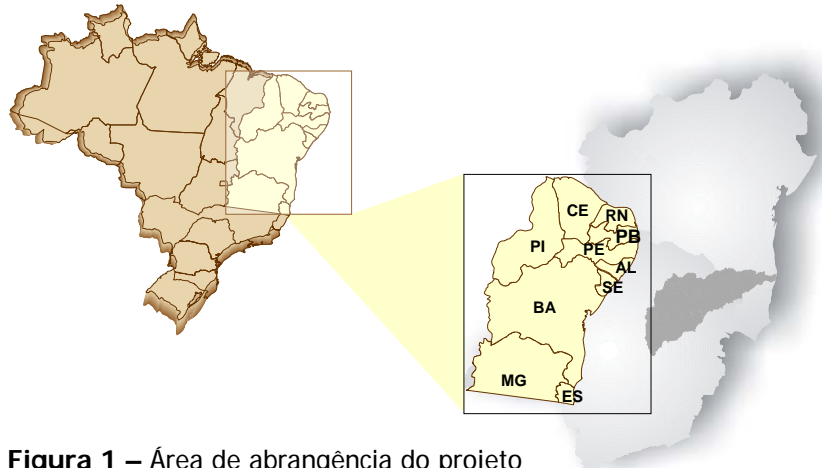 CE
RN
PB
PI
PE
AL
SE
BA
MG
ES
Figura 1 – Área de abrangência do projeto